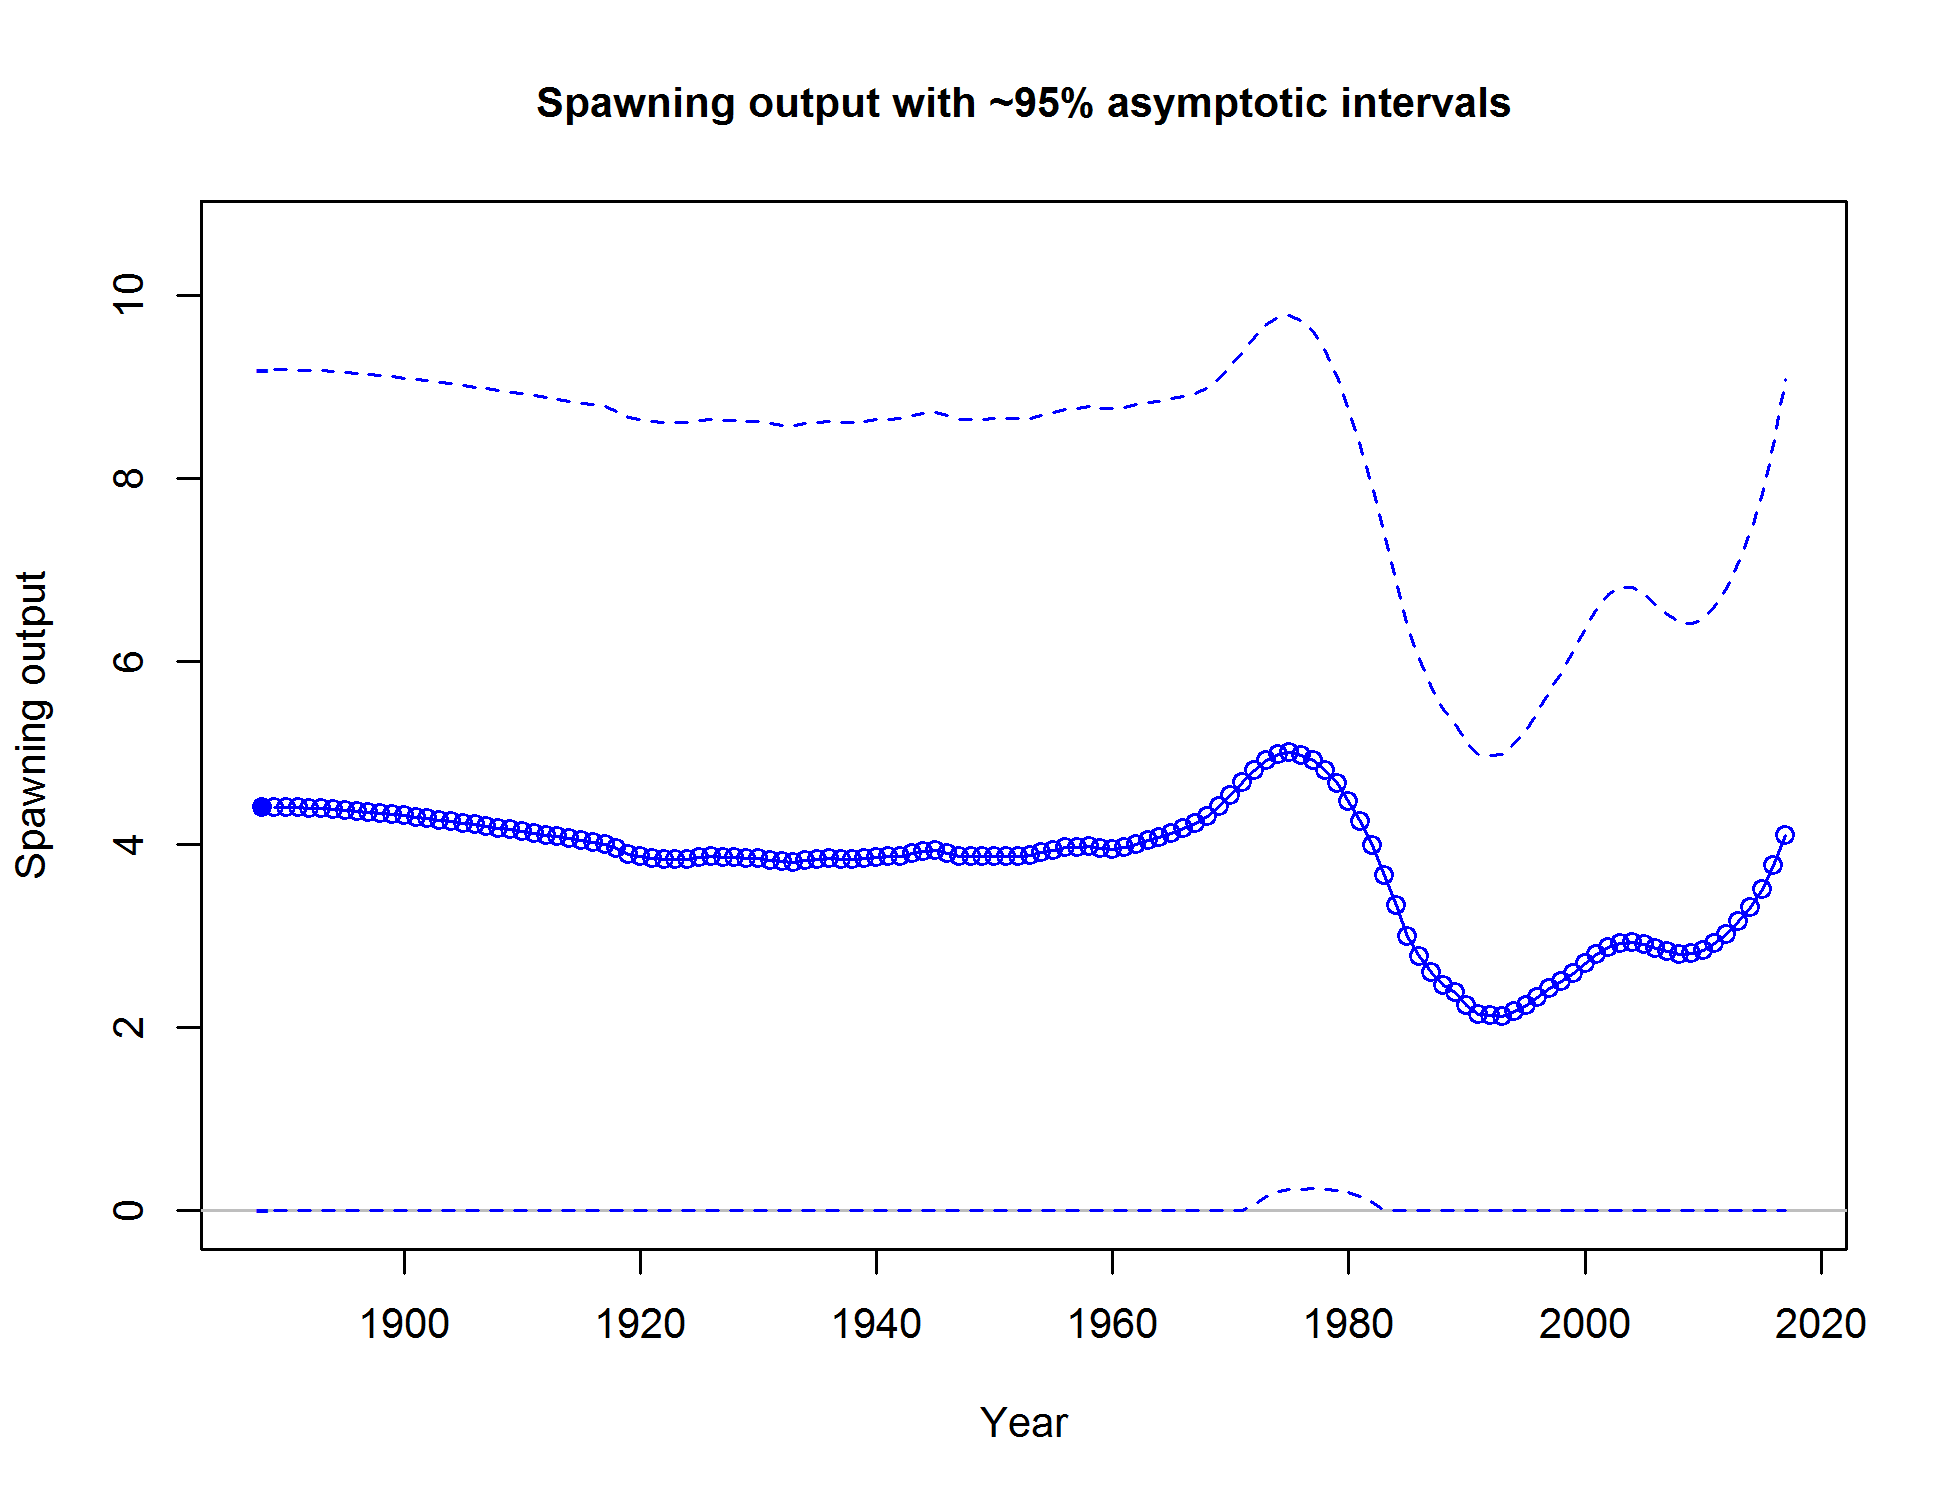 Spawning output with ~95% asymptotic intervals
Spawning output
10
8
6
4
2
0
1900 1920 1940 1960 1980 2000 2020
Year